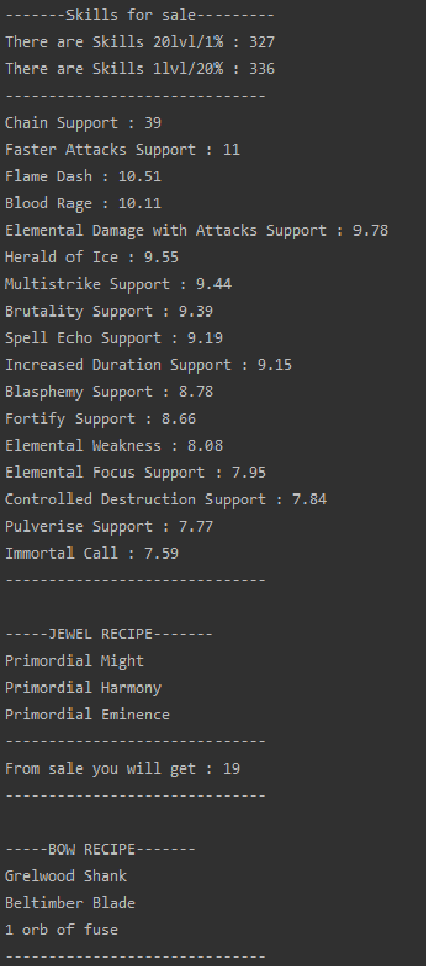 -------Skills for sale---------
There are Skills 20lvl/1% : 327
There are Skills 1lvl/20% : 336
------------------------------
Chain Support : 39
Faster Attacks Support : 11
Flame Dash : 10.51
Blood Rage : 10.11
Elemental Damage with Attacks Support : 9.78
Herald of Ice : 9.55
Multistrike Support : 9.44
Brutality Support : 9.39
Spell Echo Support : 9.19
Increased Duration Support : 9.15
Blasphemy Support : 8.78
Fortify Support : 8.66
Elemental Weakness : 8.08
Elemental Focus Support : 7.95
Controlled Destruction Support : 7.84
Pulverise Support : 7.77
Immortal Call : 7.59
------------------------------
-----JEWEL RECIPE-------
Primordial Might
Primordial Harmony
Primordial Eminence
------------------------------
From sale you will get : 19
------------------------------
-----BOW RECIPE-------
Grelwood Shank
Beltimber Blade
1 orb of fuse
------------------------------